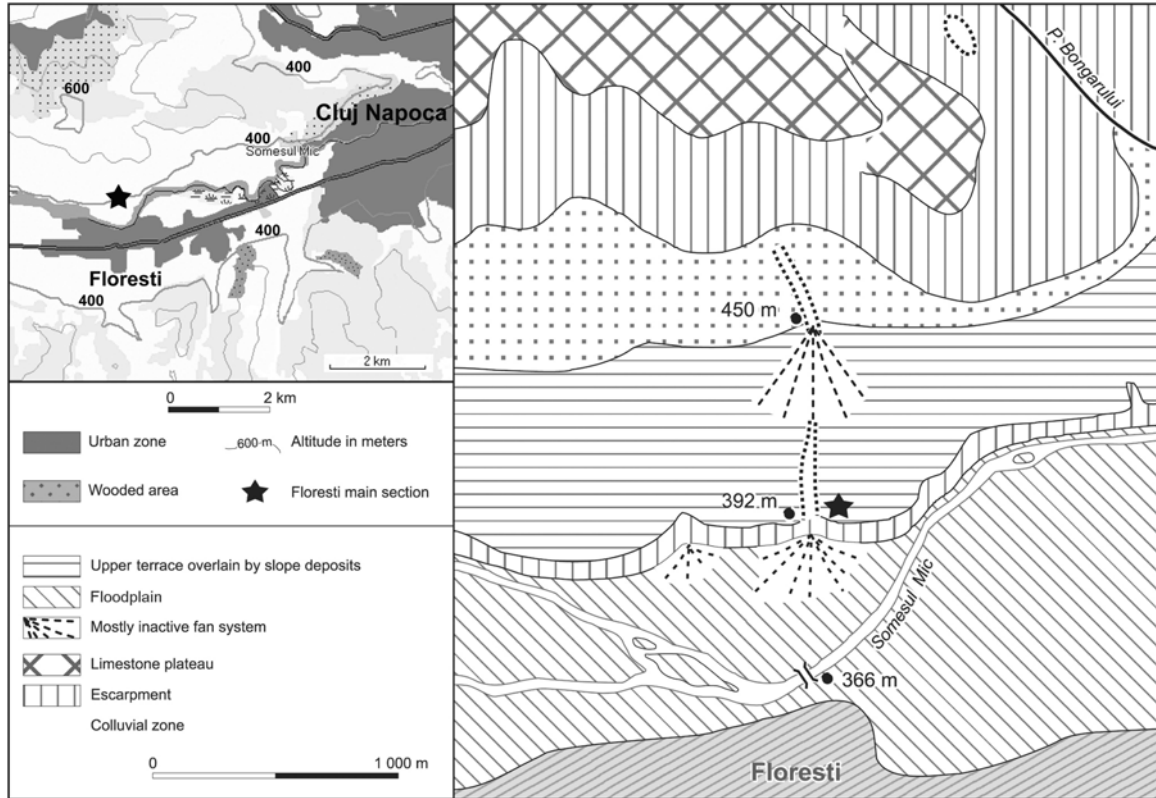 600
400
Cluj Napoca
400
Somesul Mic
400
Floresti
400
2 km
0 2 km
Urban zone
600 m
Altitude in meters
Wooded area
Floresti main section
Upper terrace overlain by slope deposits
Floodplain
Mostly inactive fan system
Limestone plateau
Escarpment
Colluvial zone
0 1 000 m
P. Bongarului
450 m
392 m
Somesul Mic
366 m
Floresti